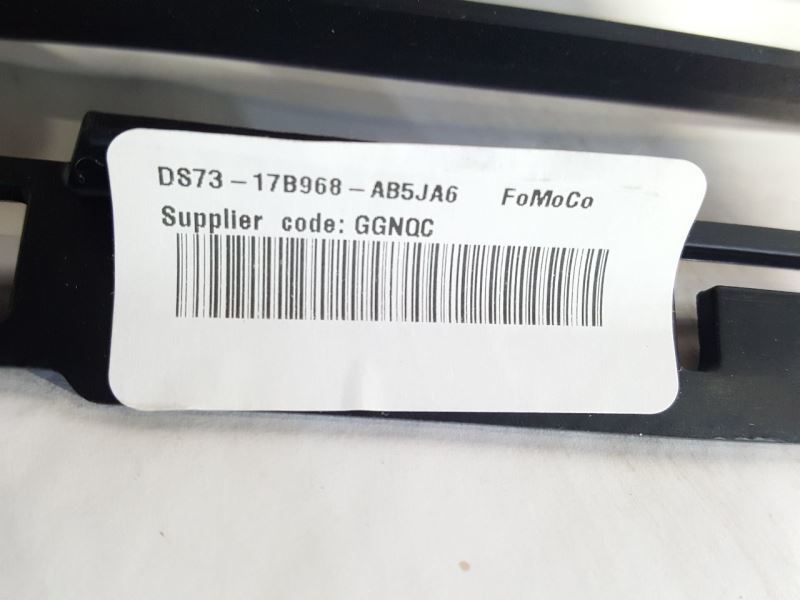 DS73-17B968-AB5JA6 FoMoCo
Supplier code: GGNQC